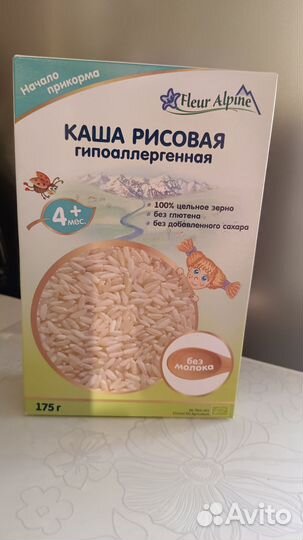 Начало
прикорма
Fleur Alpine
КАША РИСОВАЯ
гипоаллергенная
100% цельное зерно
без глютена
без добавленного сахара
4+
мес.
без
молока
175 г
Avito